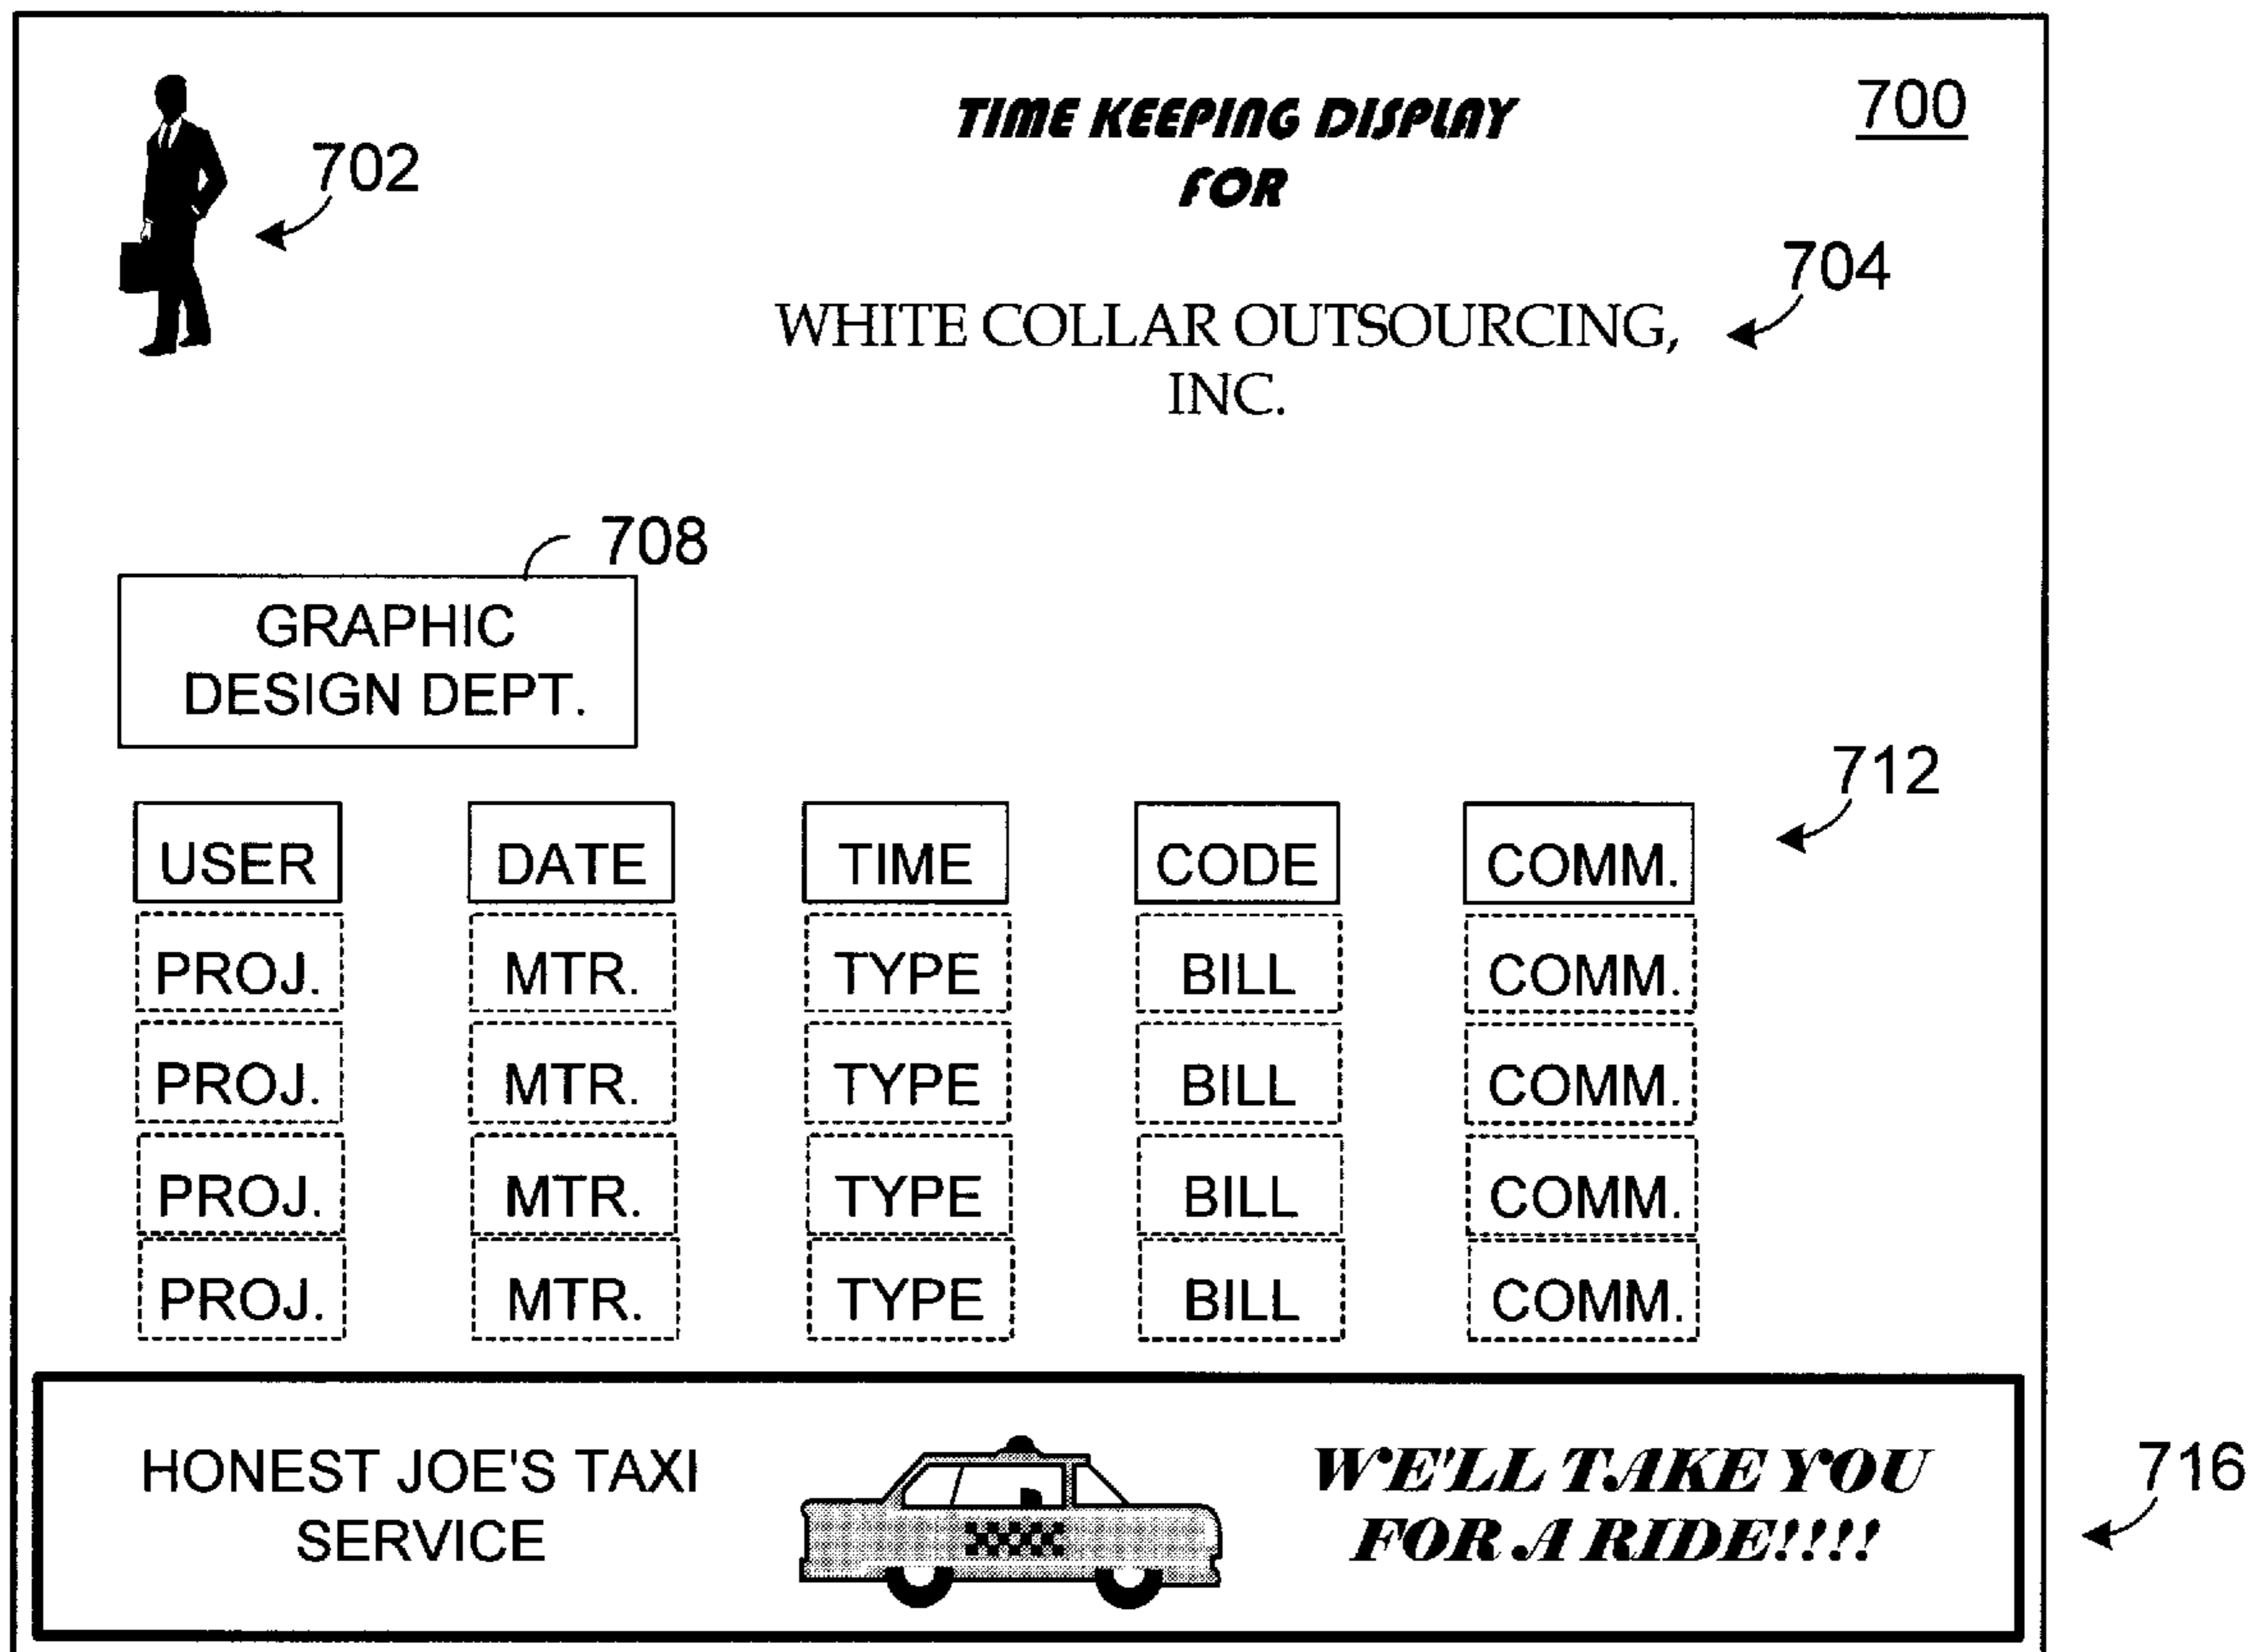 TIME KEEPING DISPLAY
700
702
FOR
704
WHITE COLLAR OUTSOURCING,
INC.
708
GRAPHIC
DESIGN DEPT.
712
USER DATE TIME CODE COMM.
PROJ. MTR. TYPE BILL COMM.
PROJ. MTR. TYPE BILL COMM.
PROJ. MTR. TYPE BILL COMM.
PROJ. MTR. TYPE BILL COMM.
HONEST JOE'S TAXI
SERVICE
WE'LL TAKE YOU
FOR A RIDE!!!!
716